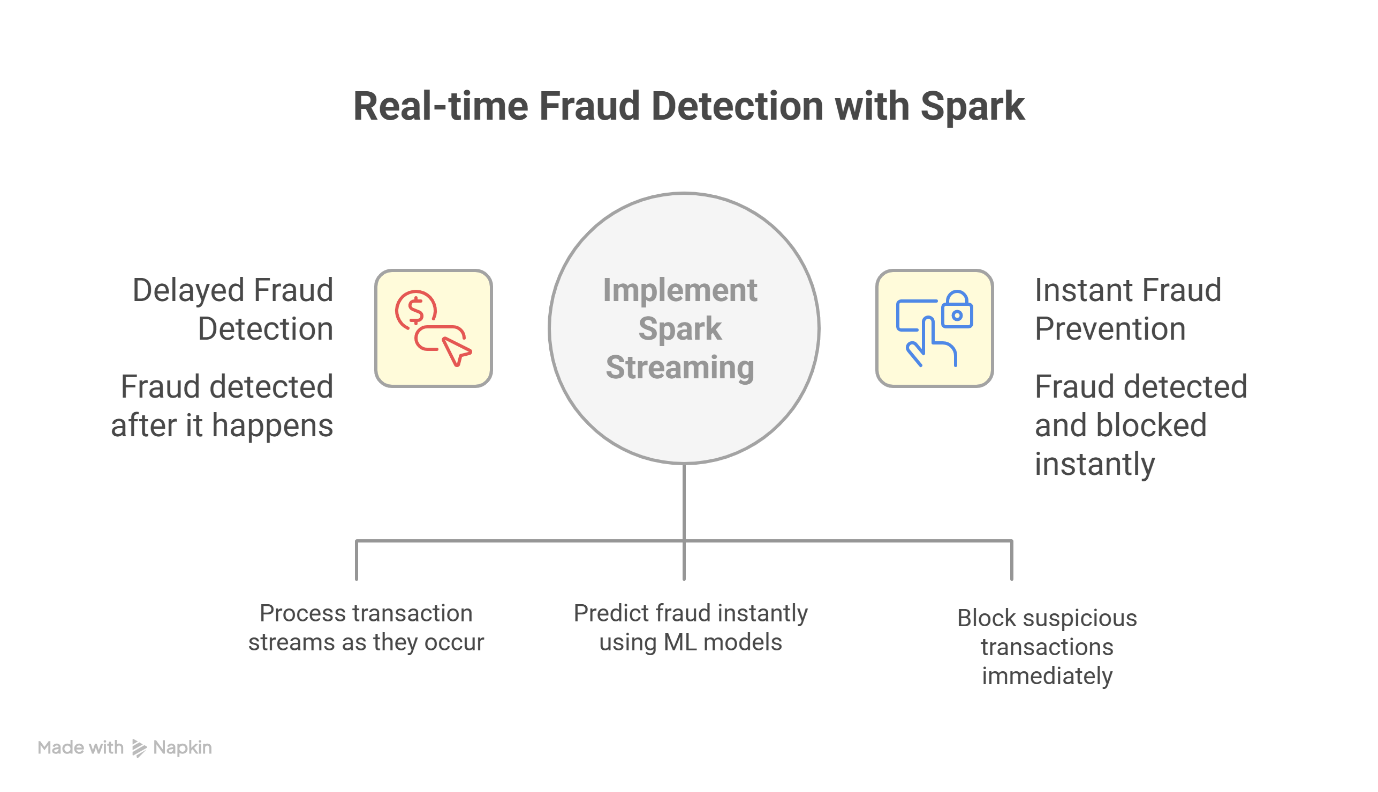 Real-time Fraud Detection with Spark
Delayed Fraud
Detection
Fraud detected
after it happens
$
Implement
Spark
Streaming
Instant Fraud
Prevention
Fraud detected
and blocked
instantly
Process transaction
streams as they occur
Predict fraud instantly
using ML models
Block suspicious
transactions
immediately
Made with Napkin